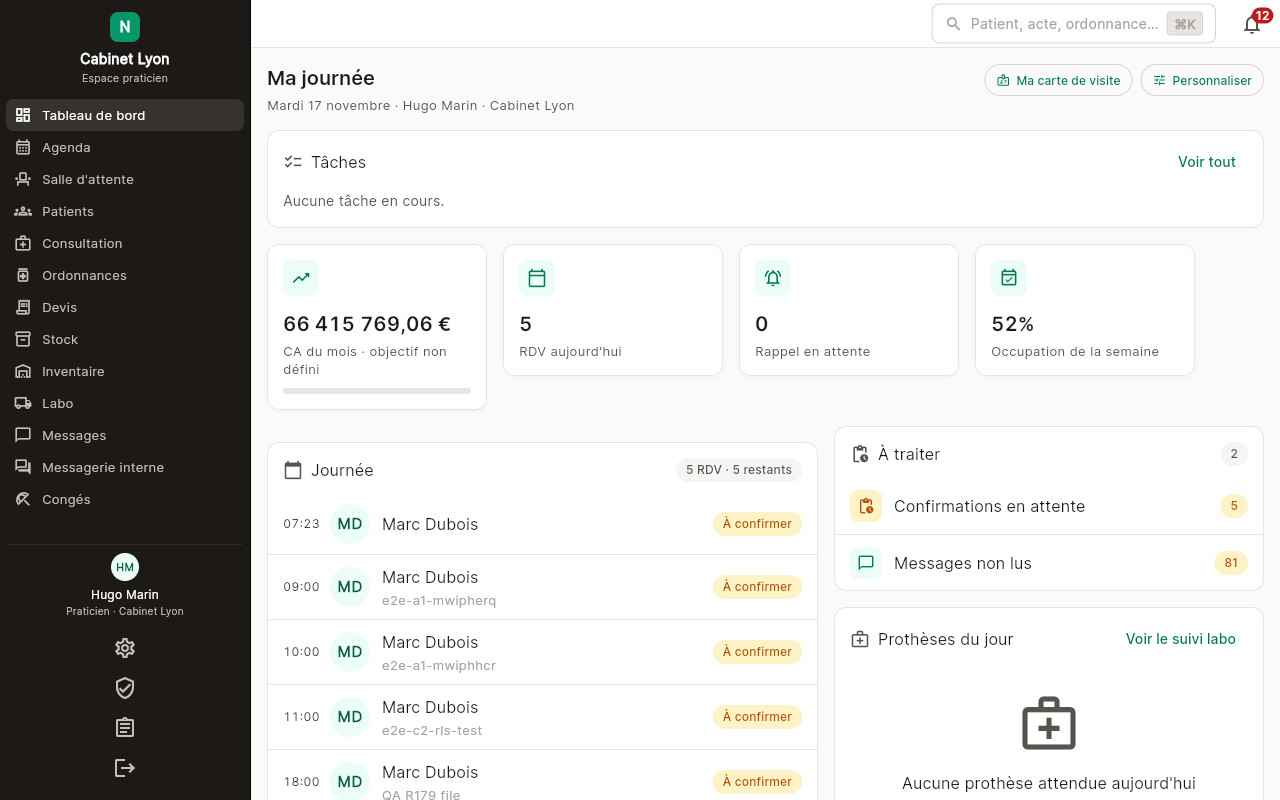 N
Cabinet Lyon
Espace praticien
Tableau de bord
Agenda
Salle d'attente
Patients
Consultation
Ordonnances
Devis
Stock
Inventaire
Labo
Messages
Messagerie interne
Congés
HM
Hugo Marin
Praticien · Cabinet Lyon
Patient, acte, ordonnance... ⌘K
12
Ma journée
Mardi 17 novembre · Hugo Marin · Cabinet Lyon
Ma carte de visite
Personnaliser
Tâches
Voir tout
Aucune tâche en cours.
66 415 769,06 €
CA du mois · objectif non
défini
5
RDV aujourd'hui
0
Rappel en attente
52%
Occupation de la semaine
Journée
5 RDV · 5 restants
07:23 MD Marc Dubois À confirmer
09:00 MD Marc Dubois À confirmer
e2e-a1-mwipherq
10:00 MD Marc Dubois À confirmer
e2e-a1-mwiphhcr
11:00 MD Marc Dubois À confirmer
e2e-c2-rls-test
18:00 MD Marc Dubois À confirmer
QA R179 file
À traiter 2
Confirmations en attente 5
Messages non lus 81
Prothèses du jour
Voir le suivi labo
Aucune prothèse attendue aujourd'hui